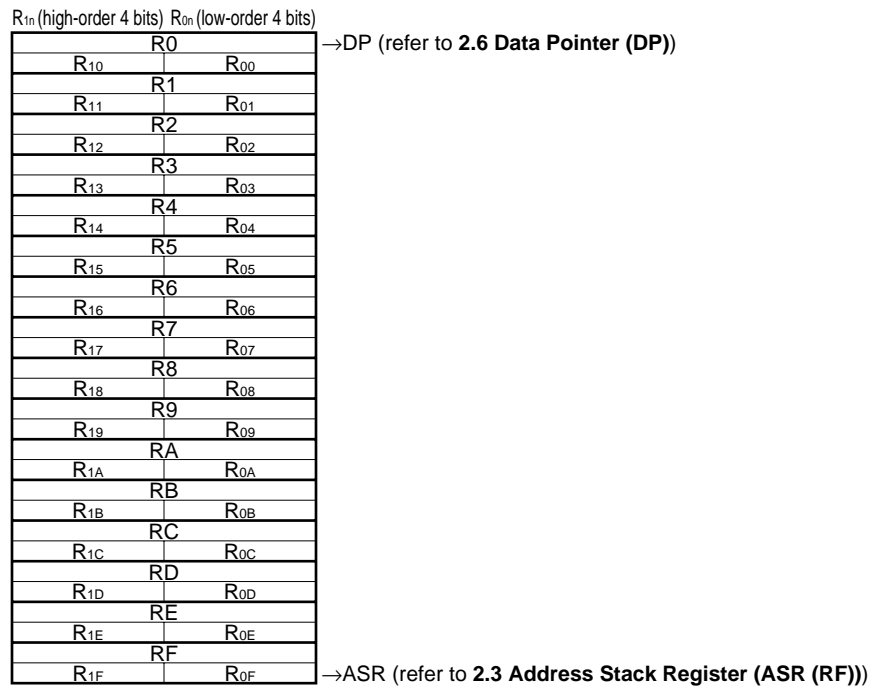 R1n (high-order 4 bits) R0n (low-order 4 bits)
R0 →DP (refer to 2.6 Data Pointer (DP))
R10 R00
R1
R11 R01
R2
R12 R02
R3
R13 R03
R4
R14 R04
R5
R15 R05
R6
R16 R06
R7
R17 R07
R8
R18 R08
R9
R19 R09
RA
R1A R0A
RB
R1B R0B
RC
R1C R0C
RD
R1D R0D
RE
R1E R0E
RF
R1F R0F →ASR (refer to 2.3 Address Stack Register (ASR (RF)))